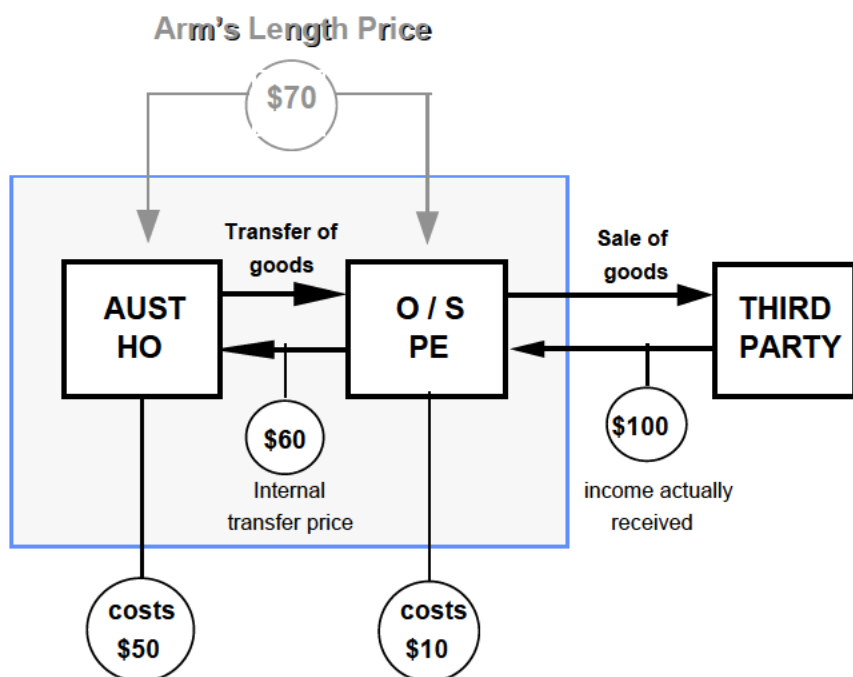 Arm's Length Price
$70
Transfer of
goods
Sale of
goods
AUST
HO
O / S
PE
THIRD
PARTY
$60
$100
Internal
transfer price
income actually
received
costs
$50
costs
$10